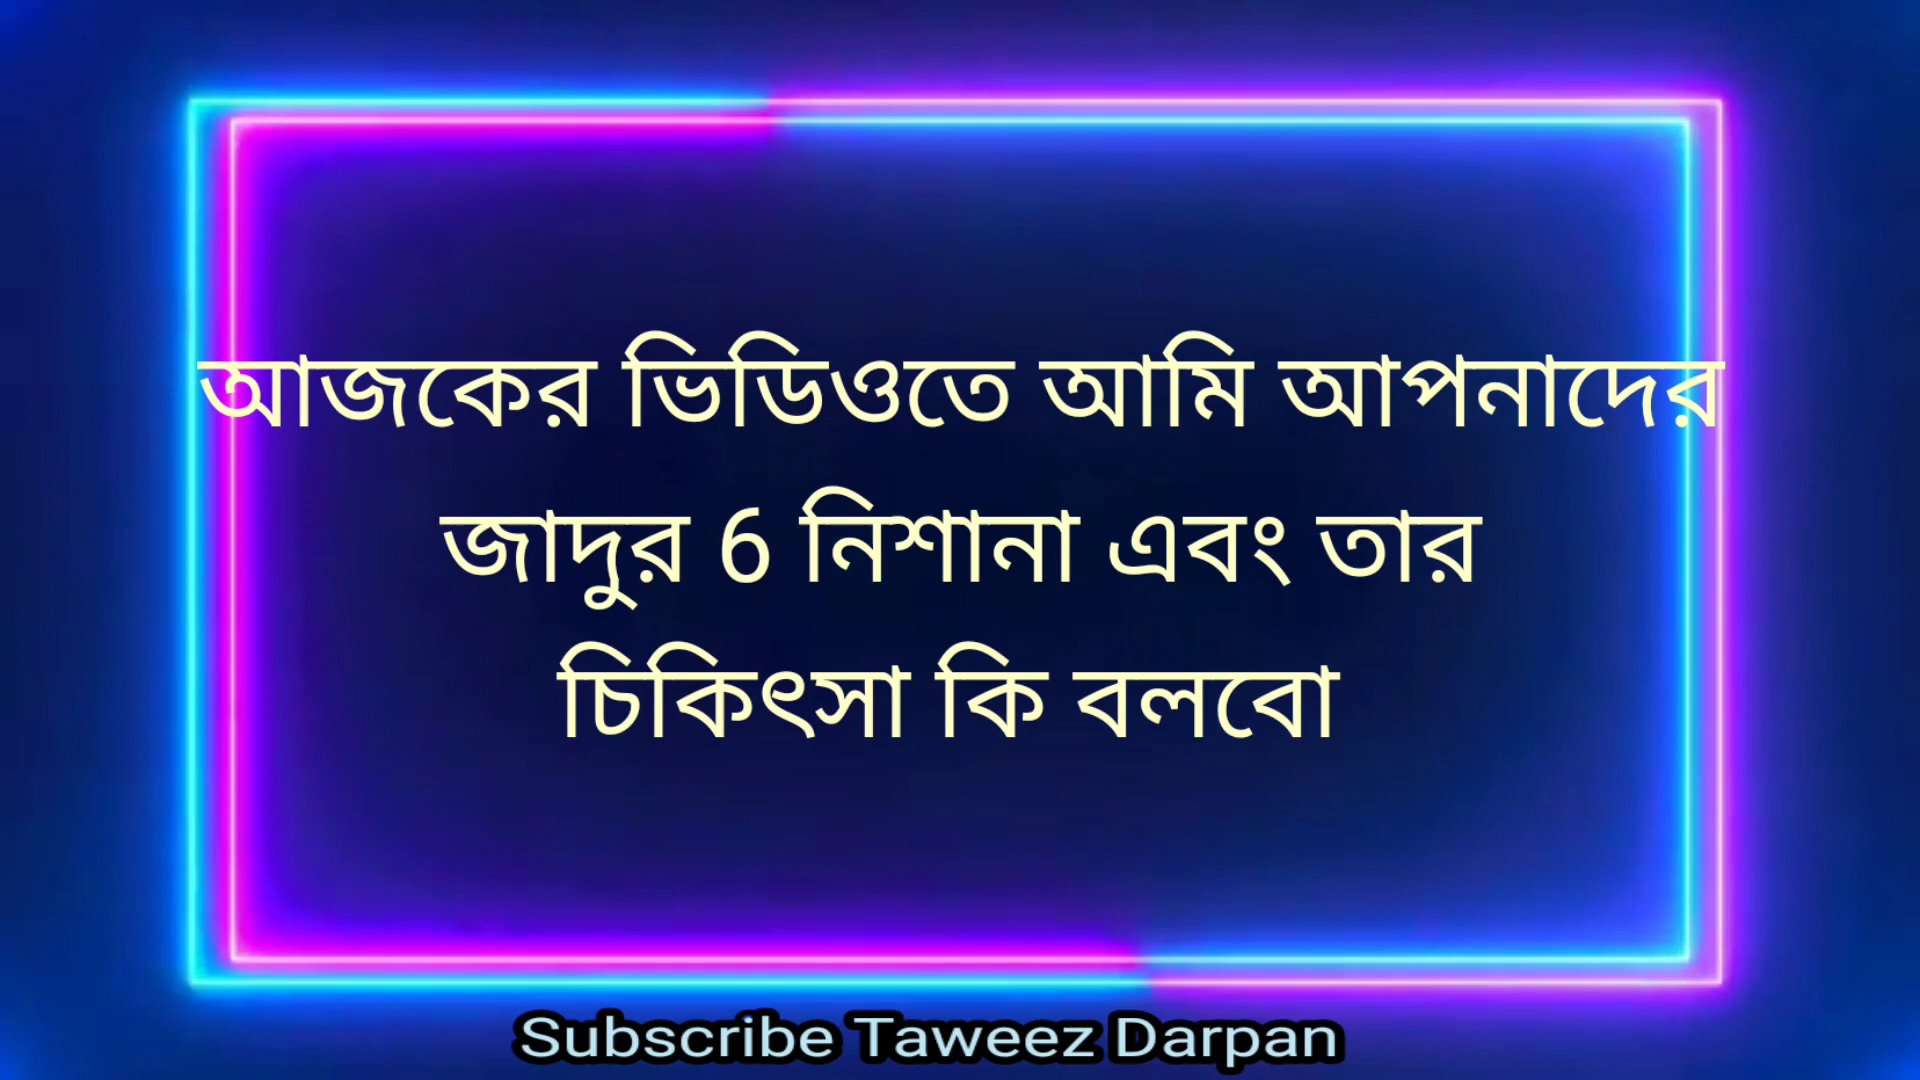 আজকের ভিডিওতে আমি আপনাদের
জাদুর 6 নিশানা এবং তার
চিকিৎসা কি বলবো
Subscribe Taweez Darpan